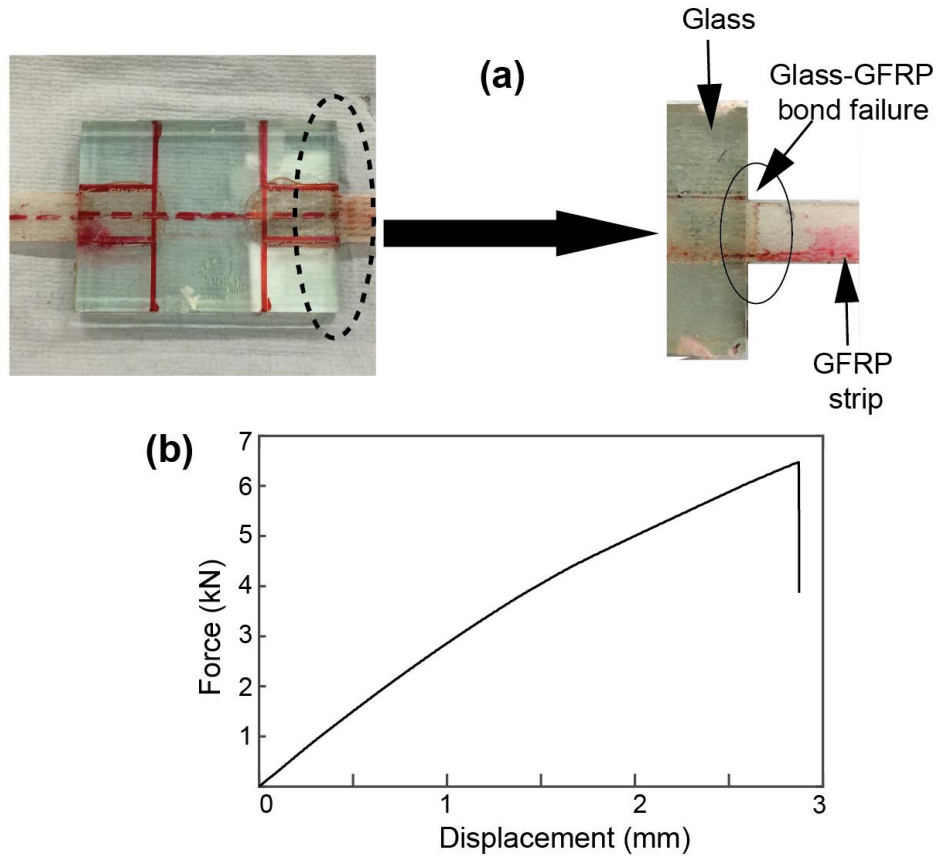 (a)
Glass
Glass-GFRP
bond failure
GFRP
strip
(b)
Force (kN)
7
6
5
4
3
2
1
0
1
2
3
Displacement (mm)